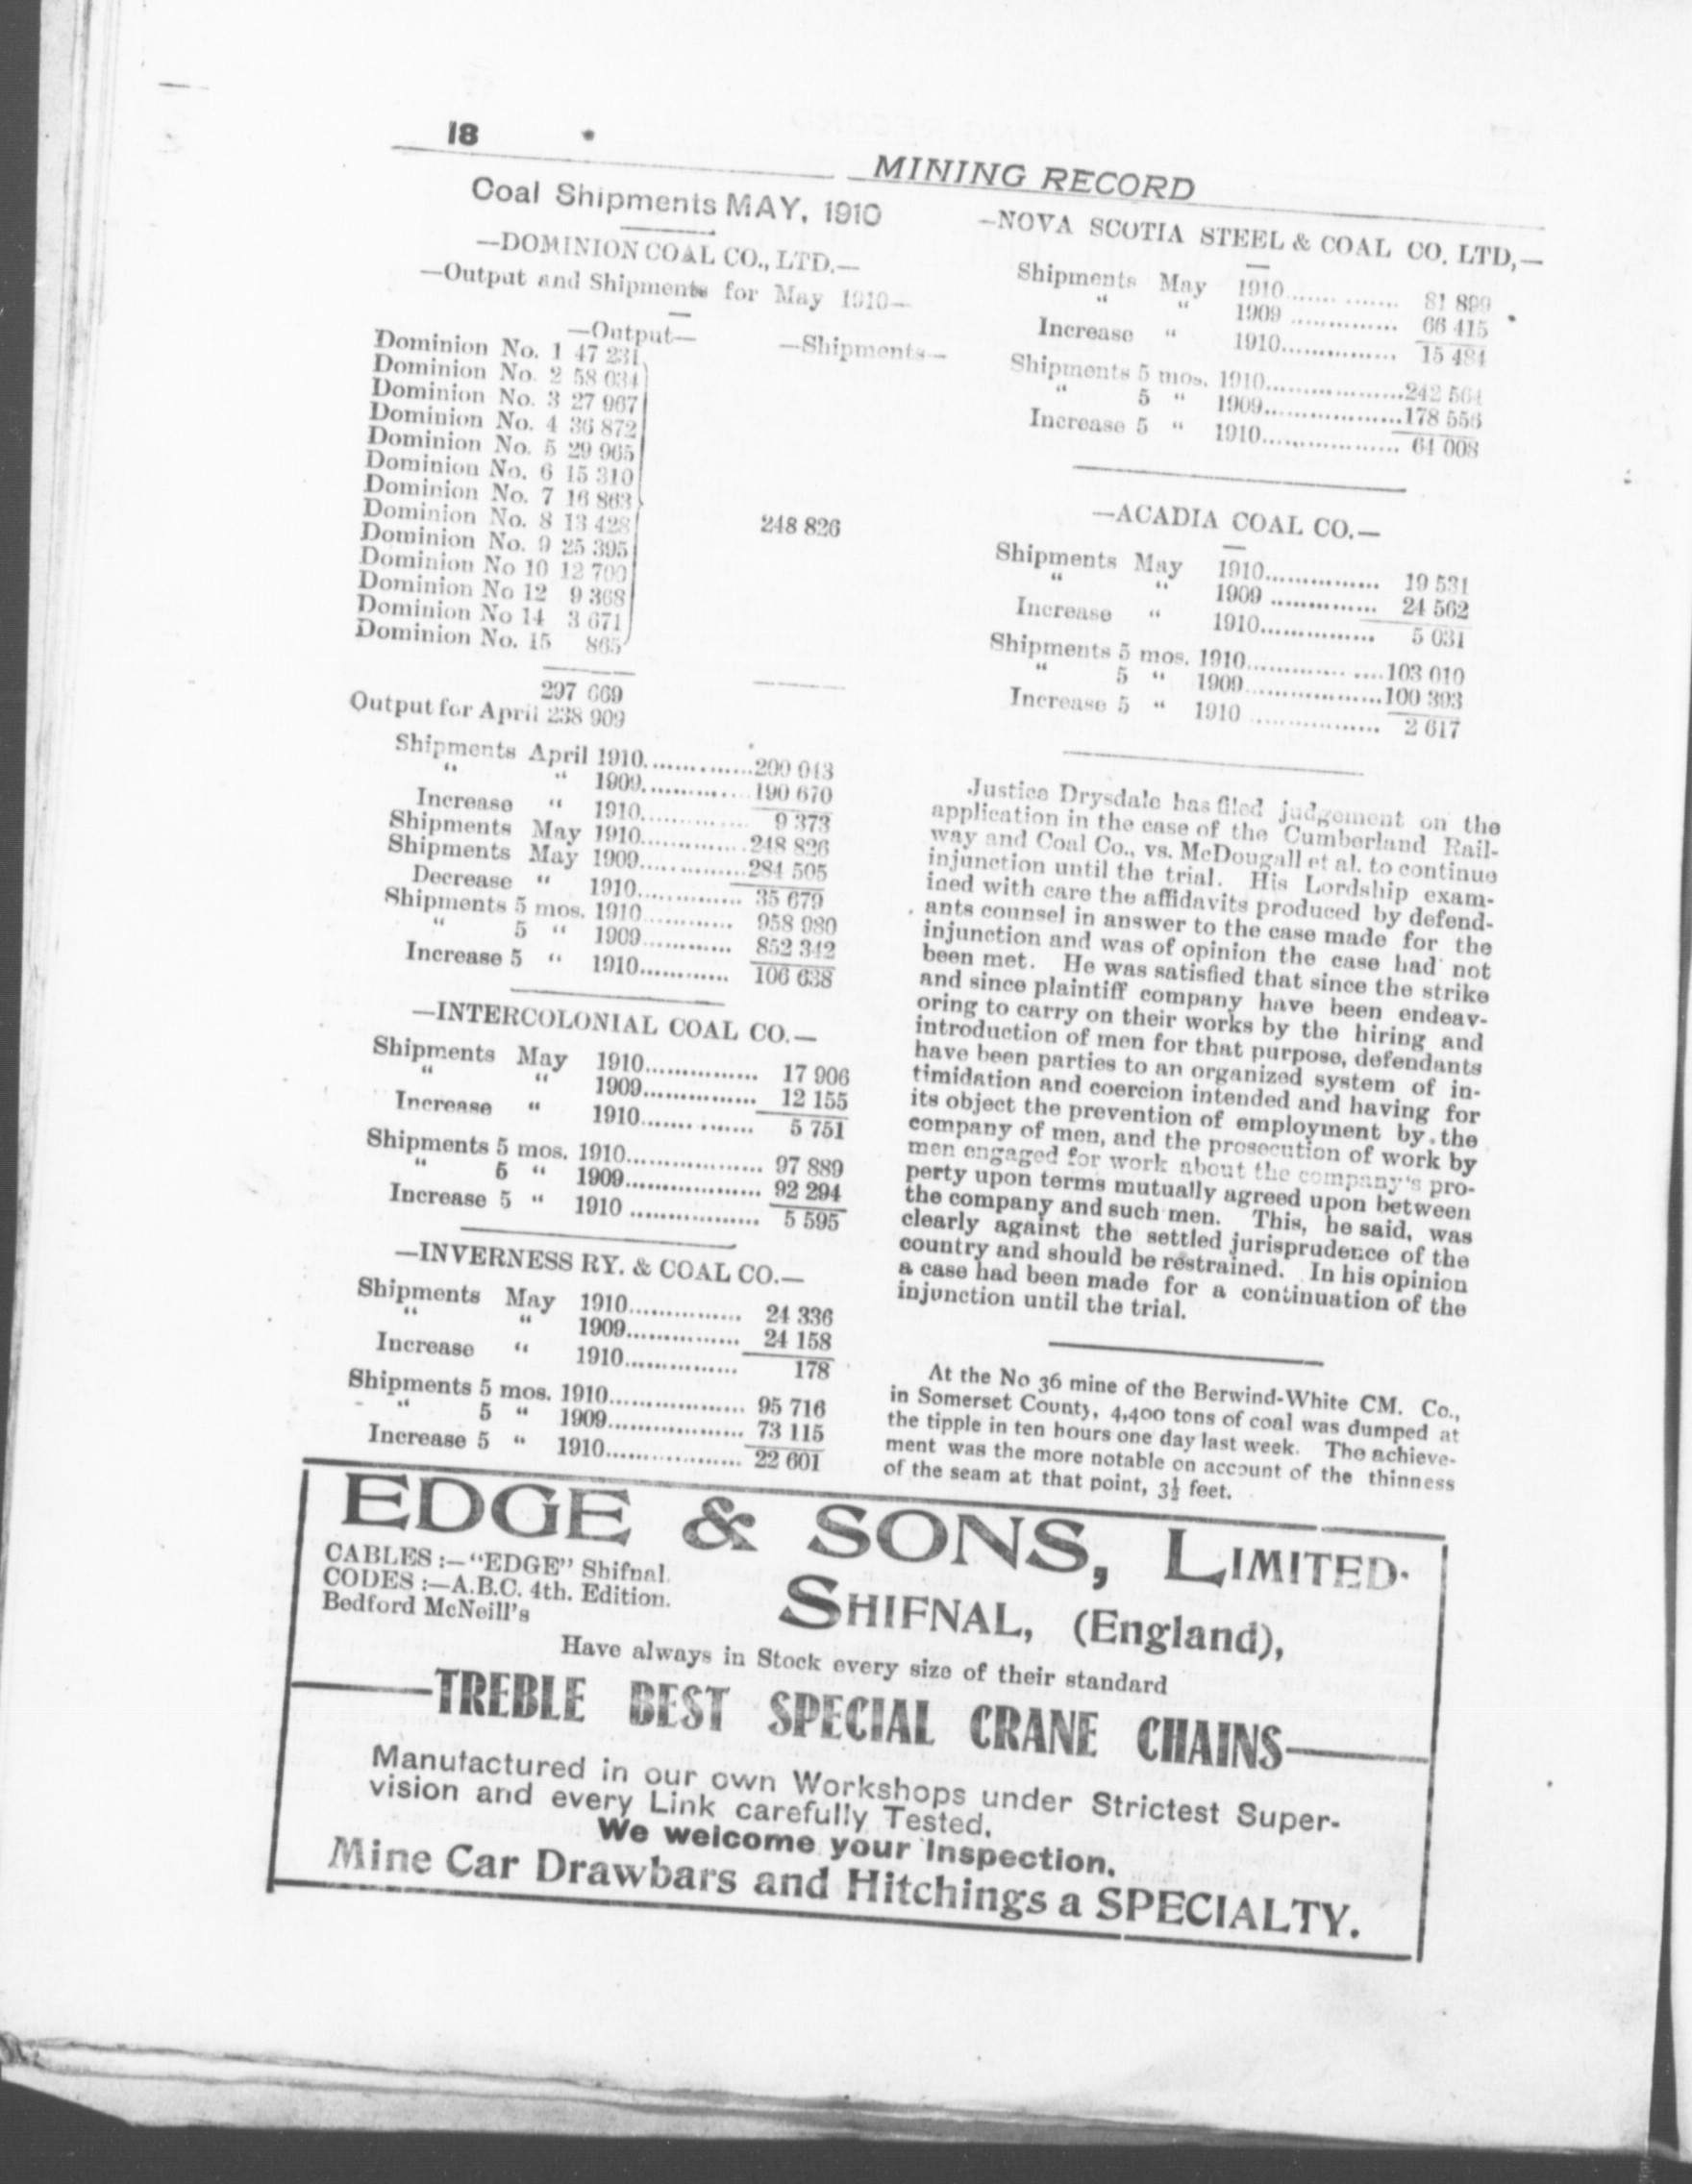 18
MINING RECORD
Coal Shipments MAY, 1910
—DOMINION COAL CO., LTD.—
—Output and Shipments for May 1910—
—Output— —Shipments—
Dominion No. 1 47 231
Dominion No. 2 58 034
Dominion No. 3 27 967
Dominion No. 4 36 872
Dominion No. 5 29 965
Dominion No. 6 15 310
Dominion No. 7 16 863
Dominion No. 8 13 428 248 826
Dominion No. 9 25 395
Dominion No 10 12 700
Dominion No 12 9 368
Dominion No 14 3 671
Dominion No. 15 865
297 669
Output for April 238 909
Shipments April 1910.............200 043
“ “ 1909.............190 670
Increase “ 1910............. 9 373
Shipments May 1910.............248 826
Shipments May 1909.............284 505
Decrease “ 1910............. 35 679
Shipments 5 mos. 1910............ 958 980
“ 5 “ 1909............ 852 342
Increase 5 “ 1910............ 106 638
—INTERCOLONIAL COAL CO.—
Shipments May 1910............... 17 906
“ “ 1909............... 12 155
Increase “ 1910............... 5 751
Shipments 5 mos. 1910.................. 97 889
“ 5 “ 1909.................. 92 294
Increase 5 “ 1910 ................. 5 595
—INVERNESS RY. & COAL CO.—
Shipments May 1910............... 24 336
“ “ 1909............... 24 158
Increase “ 1910............... 178
Shipments 5 mos. 1910.................. 95 716
“ 5 “ 1909.................. 73 115
Increase 5 “ 1910.................. 22 601
—NOVA SCOTIA STEEL & COAL CO. LTD,—
Shipments May 1910............... 81 899
“ “ 1909 .............. 66 415
Increase “ 1910............... 15 484
Shipments 5 mos. 1910..................242 564
“ 5 “ 1909..................178 556
Increase 5 “ 1910.................. 64 008
—ACADIA COAL CO.—
Shipments May 1910............... 19 531
“ “ 1909 .............. 24 562
Increase “ 1910............... 5 031
Shipments 5 mos. 1910..................103 010
“ 5 “ 1909..................100 393
Increase 5 “ 1910 ................. 2 617
Justice Drysdale has filed judgement on the
application in the case of the Cumberland Rail-
way and Coal Co., vs. McDougall et al. to continue
injunction until the trial. His Lordship exam-
ined with care the affidavits produced by defend-
ants counsel in answer to the case made for the
injunction and was of opinion the case had not
been met. He was satisfied that since the strike
and since plaintiff company have been endeav-
oring to carry on their works by the hiring and
introduction of men for that purpose, defendants
have been parties to an organized system of in-
timidation and coercion intended and having for
its object the prevention of employment by the
company of men, and the prosecution of work by
men engaged for work about the company's pro-
perty upon terms mutually agreed upon between
the company and such men. This, he said, was
clearly against the settled jurisprudence of the
country and should be restrained. In his opinion
a case had been made for a continuation of the
injunction until the trial.
At the No 36 mine of the Berwind-White CM. Co.,
in Somerset County, 4,400 tons of coal was dumped at
the tipple in ten hours one day last week. The achieve-
ment was the more notable on account of the thinness
of the seam at that point, 3½ feet.
EDGE & SONS, LIMITED.
CABLES :—“EDGE” Shifnal.
CODES :—A.B.C. 4th. Edition.
Bedford McNeill's
SHIFNAL, (England),
Have always in Stock every size of their standard
TREBLE BEST SPECIAL CRANE CHAINS
Manufactured in our own Workshops under Strictest Super-
vision and every Link carefully Tested.
We welcome your Inspection.
Mine Car Drawbars and Hitchings a SPECIALTY.